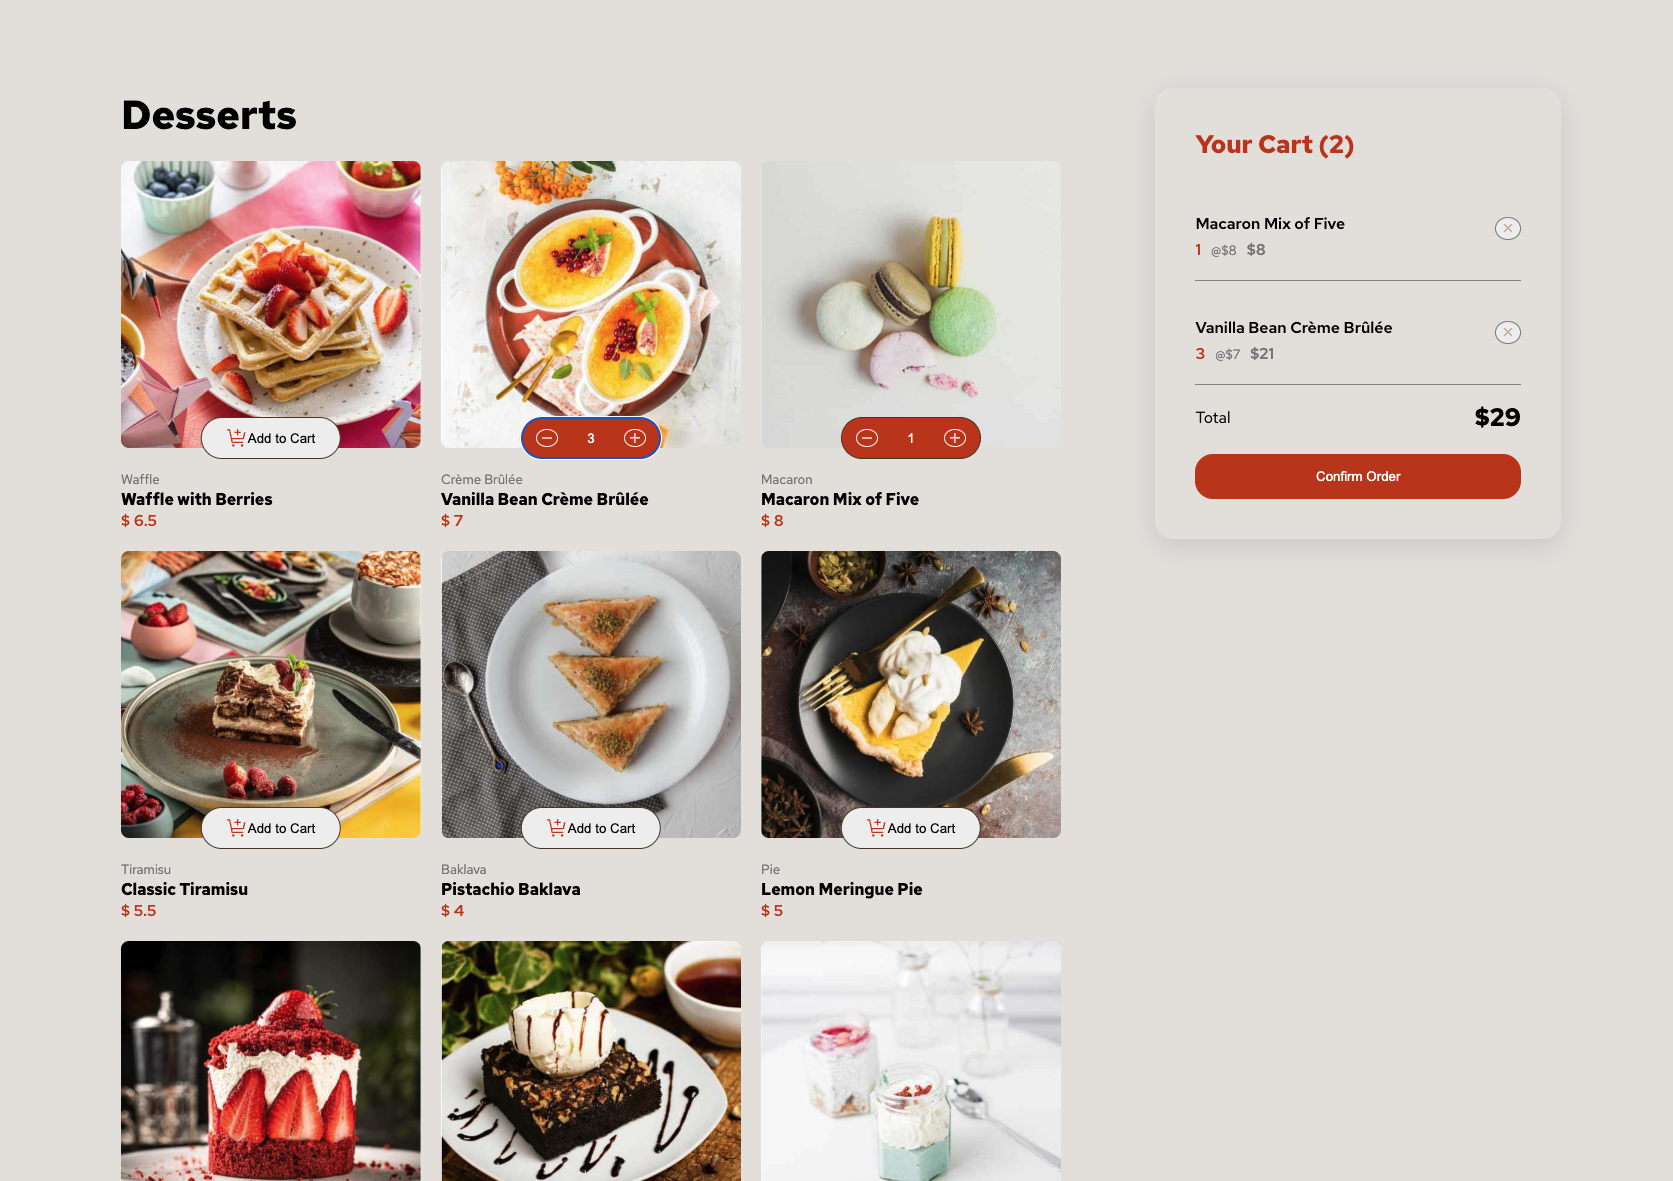 Desserts
Add to Cart
3
1
Waffle
Waffle with Berries
$ 6.5
Crème Brûlée
Vanilla Bean Crème Brûlée
$ 7
Macaron
Macaron Mix of Five
$ 8
Add to Cart
Add to Cart
Add to Cart
Tiramisu
Classic Tiramisu
$ 5.5
Baklava
Pistachio Baklava
$ 4
Pie
Lemon Meringue Pie
$ 5
Your Cart (2)
Macaron Mix of Five
1 @$8 $8
Vanilla Bean Crème Brûlée
3 @$7 $21
Total $29
Confirm Order